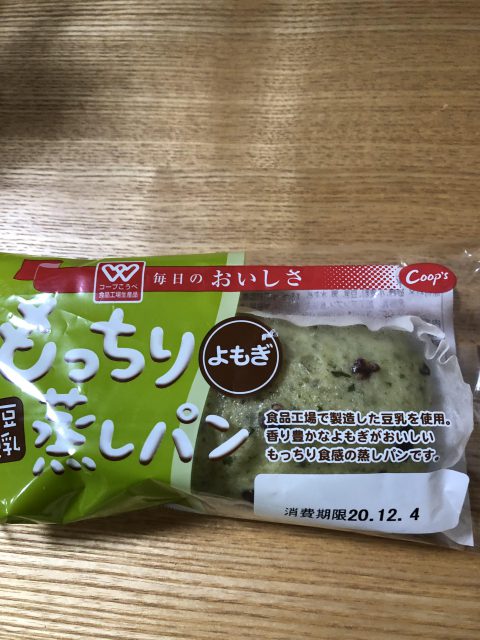 コープこうべ
食品工場生産品
毎日の おいしさ
Coop's
もっちり
よもぎ
豆乳
蒸しパン
食品工場で製造した豆乳を使用。
香り豊かなよもぎがおいしい
もっちり食感の蒸しパンです。
消費期限20.12.4